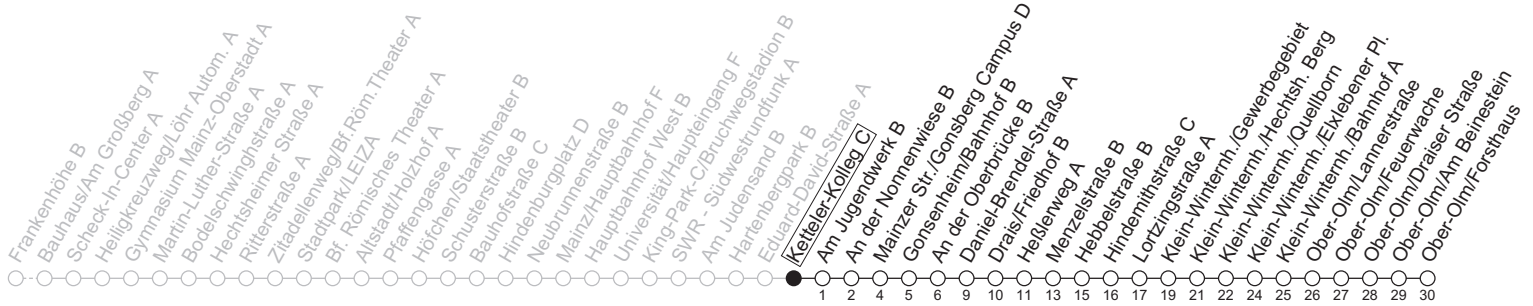 Frankenhöhe B
Bauhaus/Am Großberg A
Scheck-In-Center A
Heiligkreuzweg/Löhr Autom. A
Gymnasium Mainz-Oberstadt A
Martin-Luther-Straße A
Bodelschwinghstraße A
Hechtsheimer Straße A
Ritterstraße A
Zitadellenweg/Bf.Röm.Theater A
Stadtpark/LEIZA
Bf. Römisches Theater A
Altstadt/Holzhof A
Pfaffengasse A
Höfchen/Staatstheater B
Schusterstraße B
Bauhofstraße C
Hindenburgplatz D
Neubrunnenstraße B
Mainz/Hauptbahnhof F
Hauptbahnhof West B
Universität/Haupteingang F
King-Park-C/Bruchwegstadion B
SWR - Südwestrundfunk A
Am Judensand B
Hartenbergpark B
Eduard-David-Straße A
Ketteler-Kolleg C
Am Jugendwerk B
An der Nonnenwiese B
Mainzer Str./Gonsberg Campus D
Gonsenheim/Bahnhof B
An der Oberbrücke B
Daniel-Brendel-Straße A
Drais/Friedhof B
Heßlenweg A
Menzelstraße B
Hebbelstraße B
Hindemithstraße C
Lortzingstraße A
Klein-Winternh./Gewerbegebiet
Klein-Winternh./Hechtsh. Berg
Klein-Winternh./Quellborn
Klein-Winternh./Exlebener Pl.
Klein-Winternh./Bahnhof A
Ober-Olm/Lannerstraße
Ober-Olm/Feuerwache
Ober-Olm/Draiser Straße
Ober-Olm/Am Beinestein
Ober-Olm/Forsthaus
1 2 4 5 6 9 10 11 13 15 16 17 19 21 22 24 25 26 27 28 29 30